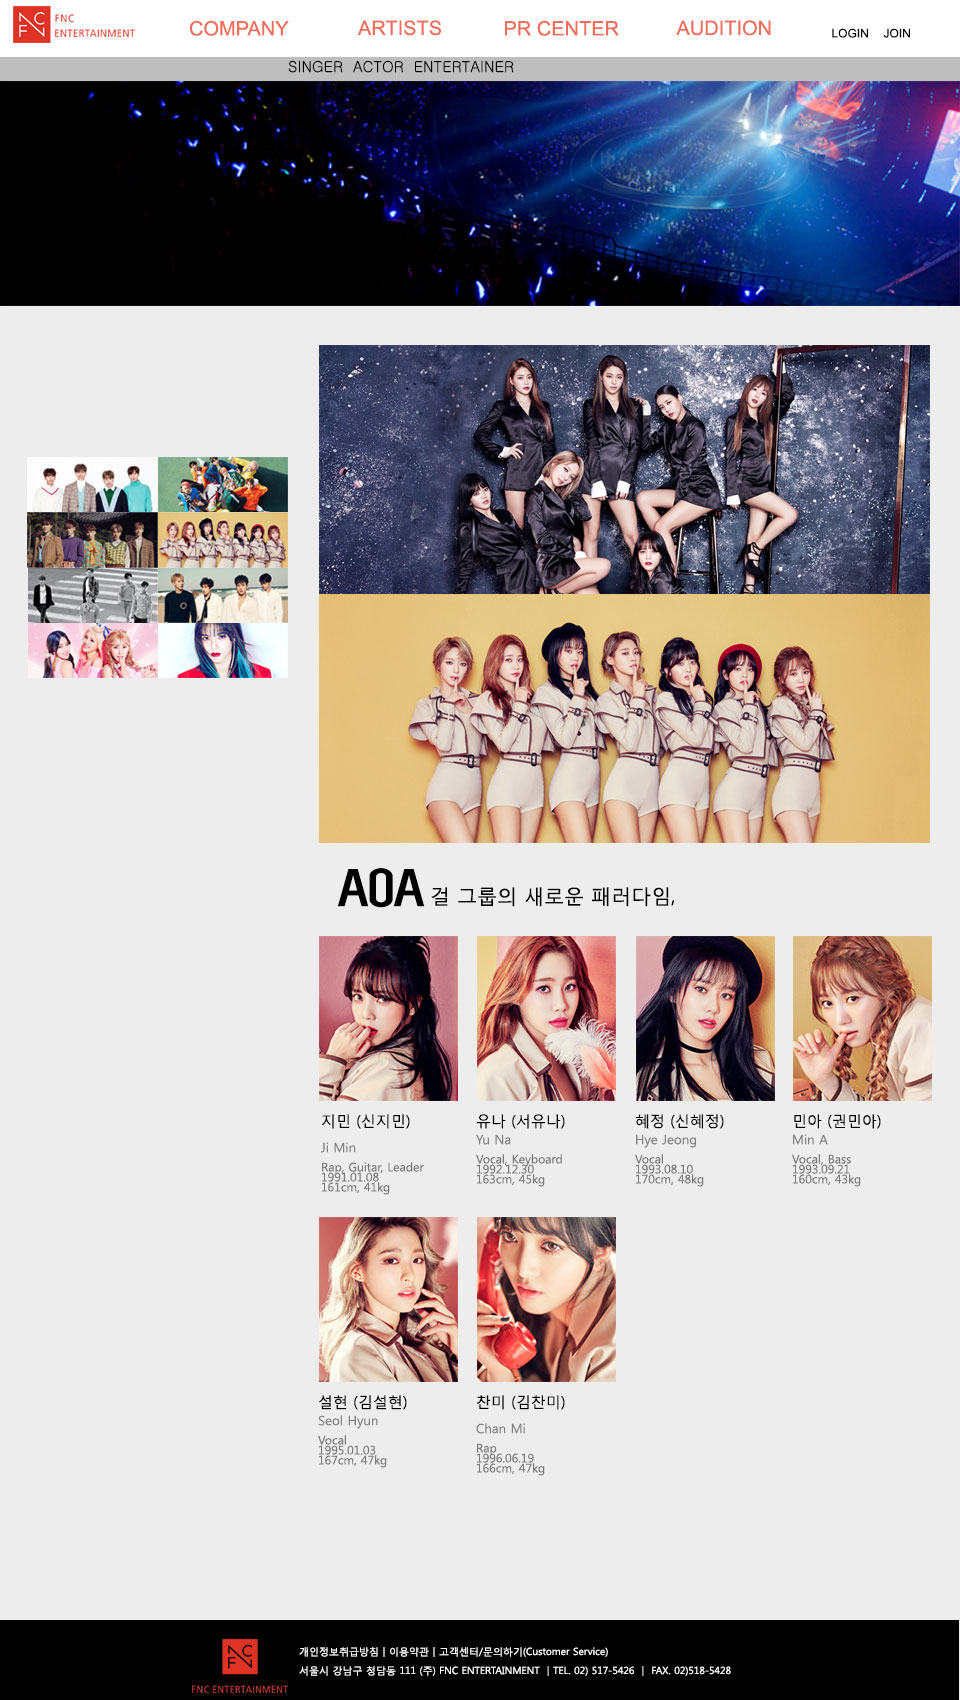 FNC
ENTERTAINMENT
COMPANY ARTISTS PR CENTER AUDITION LOGIN JOIN
SINGER ACTOR ENTERTAINER
AOA 걸 그룹의 새로운 패러다임,
지민 (신지민)
Ji Min
Rap, Guitar, Leader
1991.01.08
161cm, 41kg
유나 (서유나)
Yu Na
Vocal, Keyboard
1992.12.30
163cm, 45kg
혜정 (신혜정)
Hye Jeong
Vocal
1993.08.10
170cm, 48kg
민아 (권민아)
Min A
Vocal, Bass
1993.09.21
160cm, 43kg
설현 (김설현)
Seol Hyun
Vocal
1995.01.03
167cm, 47kg
찬미 (김찬미)
Chan Mi
Rap
1996.06.19
166cm, 47kg
FNC ENTERTAINMENT
개인정보취급방침 | 이용약관 | 고객센터/문의하기(Customer Service)
서울시 강남구 청담동 111 (주) FNC ENTERTAINMENT | TEL. 02) 517-5426 | FAX. 02)518-5428